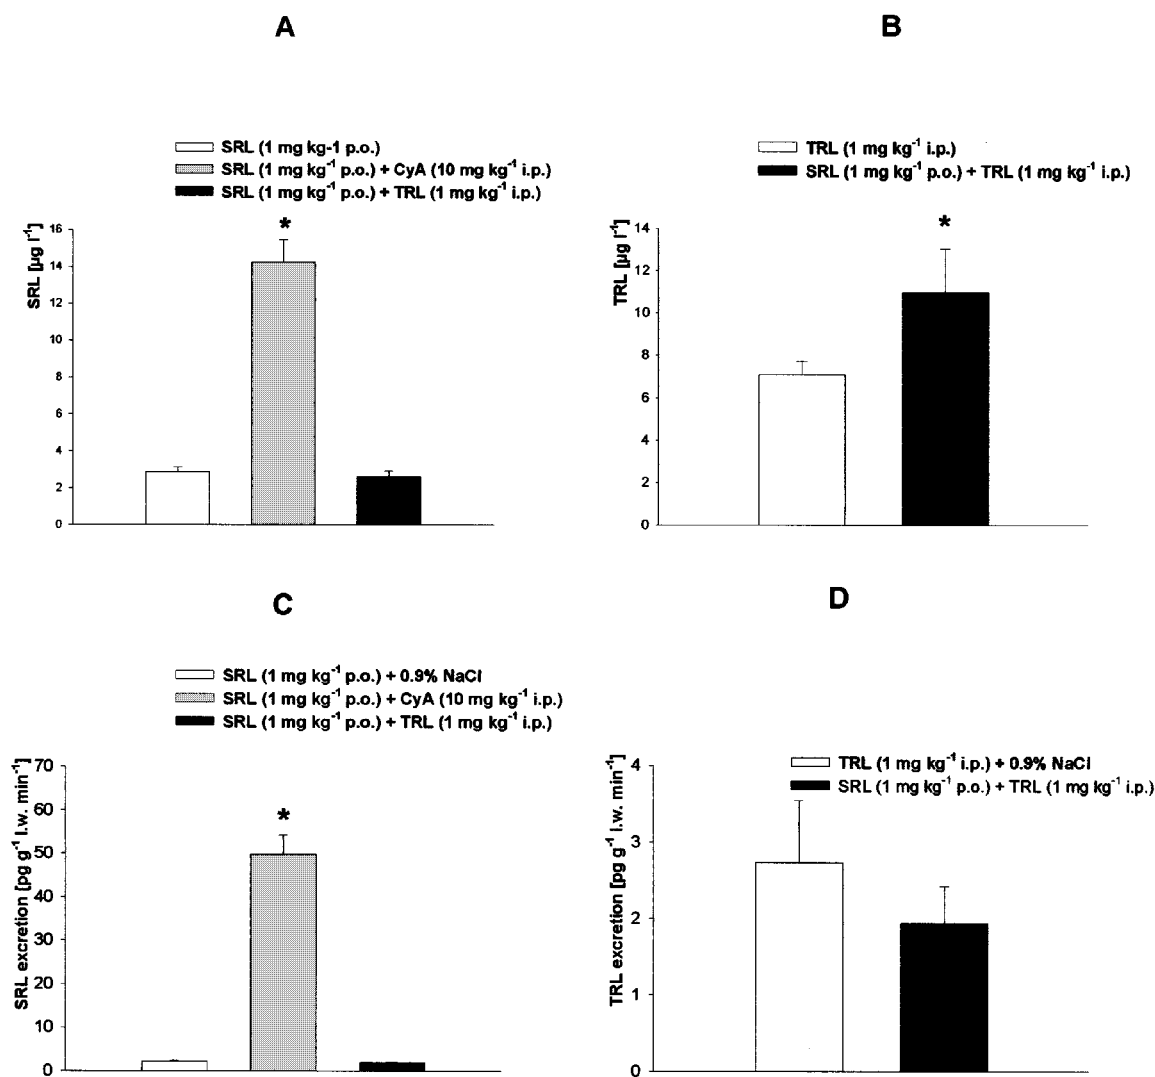 A
SRL (1 mg kg-1 p.o.)
SRL (1 mg kg⁻¹ p.o.) + CyA (10 mg kg⁻¹ i.p.)
SRL (1 mg kg⁻¹ p.o.) + TRL (1 mg kg⁻¹ i.p.)
SRL [µg l⁻¹]
16
14
12
10
8
6
4
2
0
*
B
TRL (1 mg kg⁻¹ i.p.)
SRL (1 mg kg⁻¹ p.o.) + TRL (1 mg kg⁻¹ i.p.)
TRL [µg l⁻¹]
14
12
10
8
6
4
2
0
*
C
SRL (1 mg kg⁻¹ p.o.) + 0.9% NaCl
SRL (1 mg kg⁻¹ p.o.) + CyA (10 mg kg⁻¹ i.p.)
SRL (1 mg kg⁻¹ p.o.) + TRL (1 mg kg⁻¹ i.p.)
SRL excretion [pg g⁻¹ l.w. min⁻¹]
70
60
50
40
30
20
10
0
*
D
TRL (1 mg kg⁻¹ i.p.) + 0.9% NaCl
SRL (1 mg kg⁻¹ p.o.) + TRL (1 mg kg⁻¹ i.p.)
TRL excretion [pg g⁻¹ l.w. min⁻¹]
4
3
2
1
0